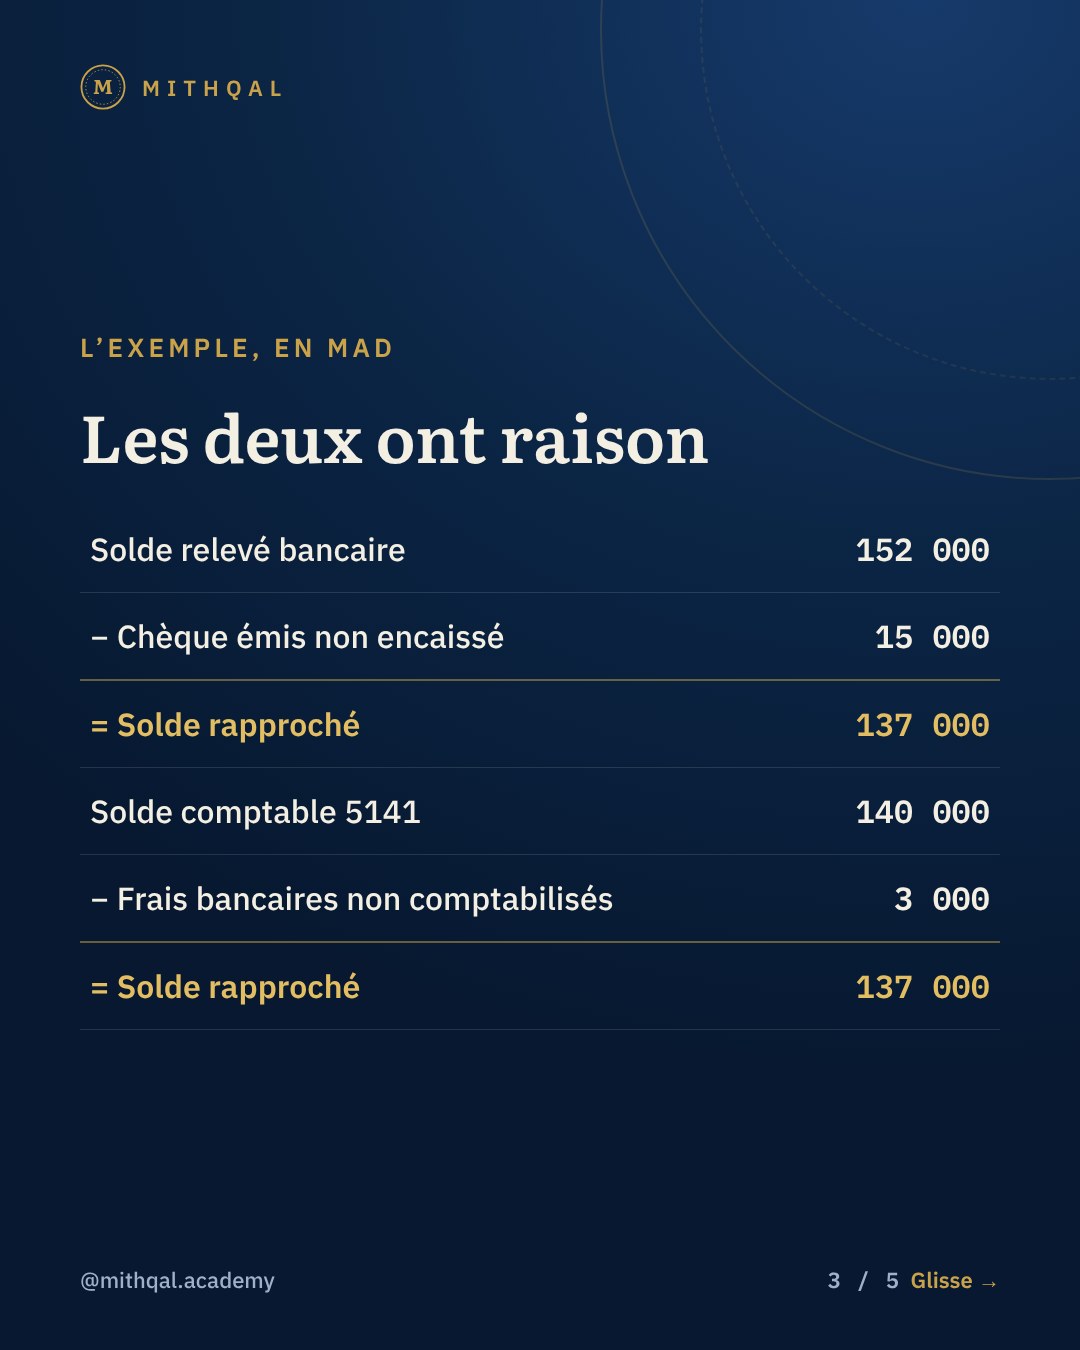 M MITHQAL
L’EXEMPLE, EN MAD
Les deux ont raison
Solde relevé bancaire 152 000
– Chèque émis non encaissé 15 000
= Solde rapproché 137 000
Solde comptable 5141 140 000
– Frais bancaires non comptabilisés 3 000
= Solde rapproché 137 000
@mithqal.academy 3 / 5 Glisse →